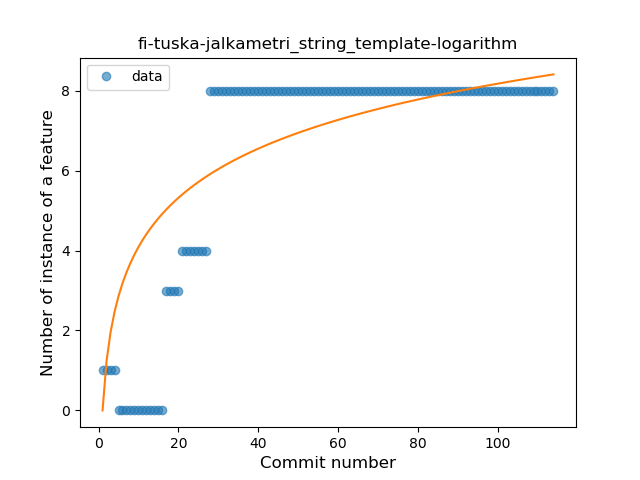 fi-tuska-jalkametri_string_template-logarithm
data
Number of instance of a feature
8
6
4
2
0
0 20 40 60 80 100
Commit number